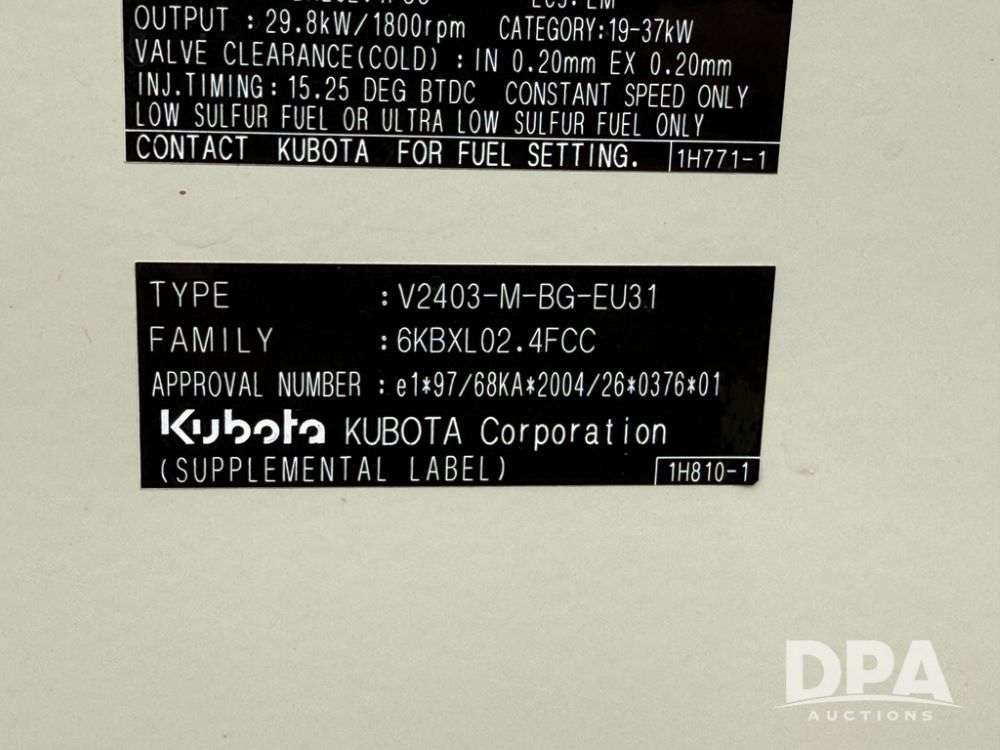 OUTPUT : 29.8kW/1800rpm CATEGORY:19-37kW
VALVE CLEARANCE(COLD) : IN 0.20mm EX 0.20mm
INJ.TIMING: 15.25 DEG BTDC CONSTANT SPEED ONLY
LOW SULFUR FUEL OR ULTRA LOW SULFUR FUEL ONLY
CONTACT KUBOTA FOR FUEL SETTING. 1H771-1
TYPE :V2403-M-BG-EU31
FAMILY :6KBXL02.4FCC
APPROVAL NUMBER : e1*97/68KA*2004/26*0376*01
Kubota KUBOTA Corporation
(SUPPLEMENTAL LABEL) 1H810-1
DPA
AUCTIONS